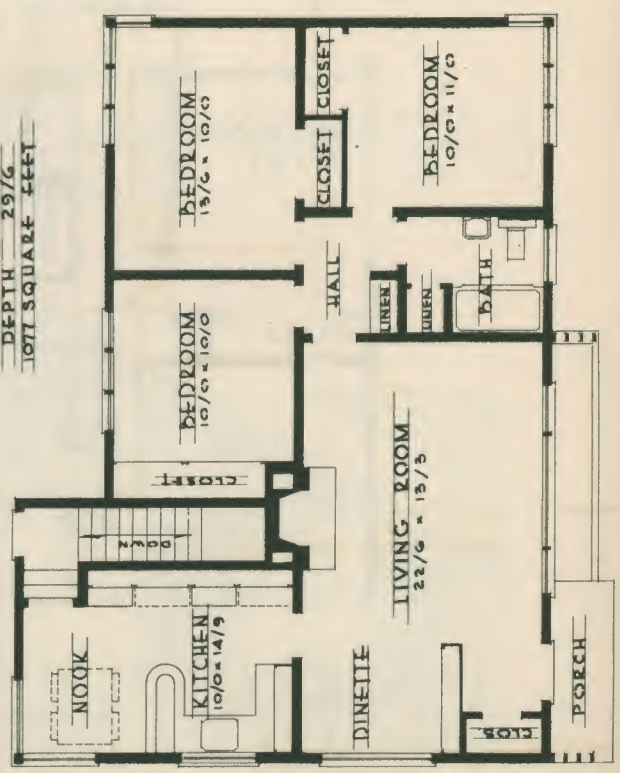 DEPTH 29/6
1077 SQUARE FEET
BEDROOM
13/6 × 10/0
CLOSET
CLOSET
BEDROOM
10/0 × 11/0
HALL
LINEN
LINEN
BATH
BEDROOM
10/0 × 10/0
CLOSET
DOWN
LIVING ROOM
22/6 × 13/3
NOOK
KITCHEN
10/0 × 14/9
DINETTE
CLOS
PORCH